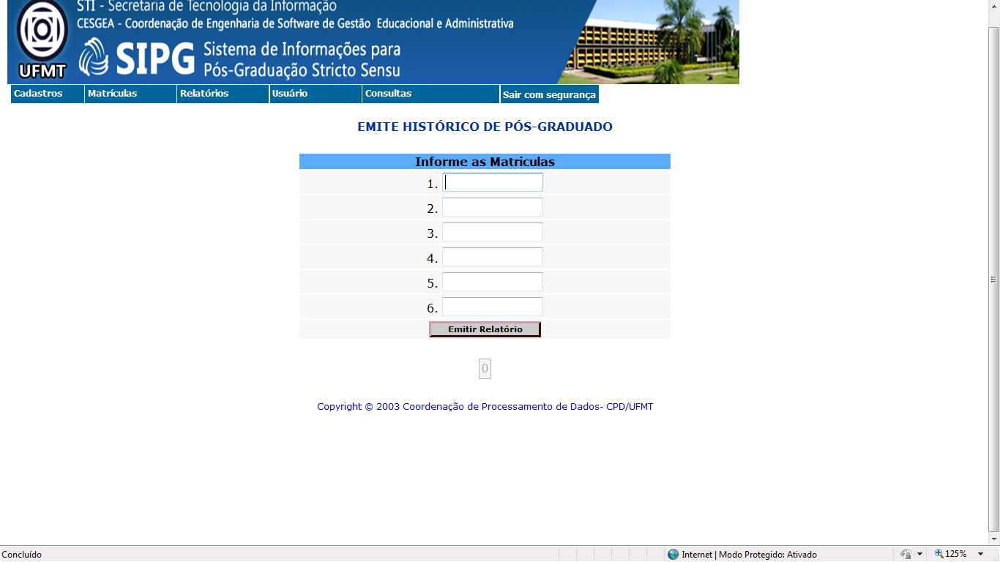 STI - Secretaria de Tecnologia da Informação
CESGEA - Coordenação de Engenharia de Software de Gestão Educacional e Administrativa
UFMT
SIPG
Sistema de Informações para
Pós-Graduação Stricto Sensu
Cadastros Matrículas Relatórios Usuário Consultas Sair com segurança
EMITE HISTÓRICO DE PÓS-GRADUADO
Informe as Matriculas
1.
2.
3.
4.
5.
6.
Emitir Relatório
0
Copyright © 2003 Coordenação de Processamento de Dados- CPD/UFMT
Concluído Internet | Modo Protegido: Ativado 125%